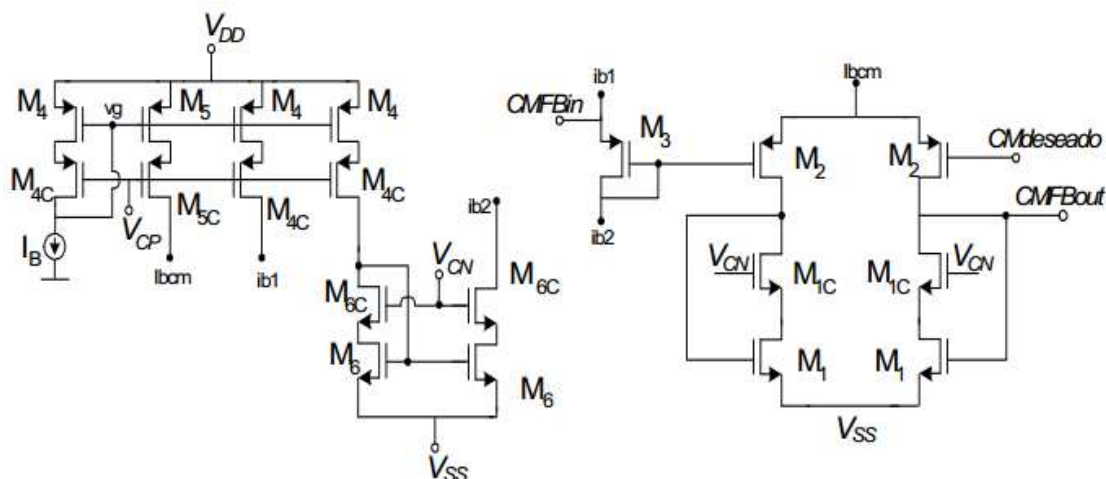 VDD
M4
vg
M5
M4
M4
M4C
M5C
M4C
M4C
VCP
IB
Ibcm
ib1
ib2
VCN
M6C
M6C
M6
M6
VSS
ib1
CMFBin
M3
ib2
Ibcm
M2
M2
CMdeseado
CMFBout
VCN
M1C
M1C
VCN
M1
M1
VSS